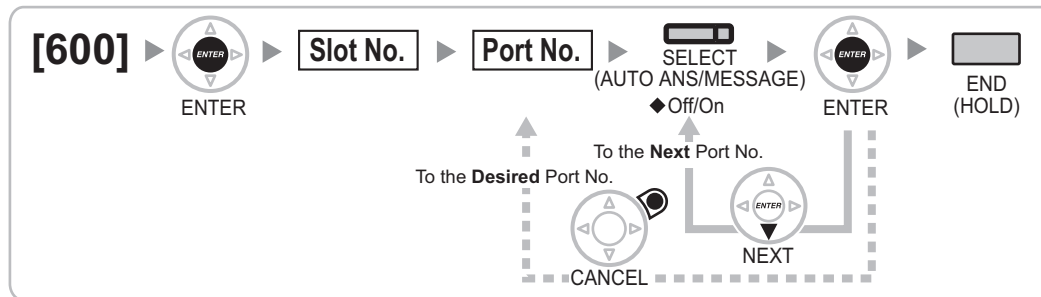 [600]
ENTER
ENTER
Slot No.
Port No.
SELECT
(AUTO ANS/MESSAGE)
◆Off/On
ENTER
ENTER
END
(HOLD)
To the Next Port No.
To the Desired Port No.
ENTER
NEXT
CANCEL